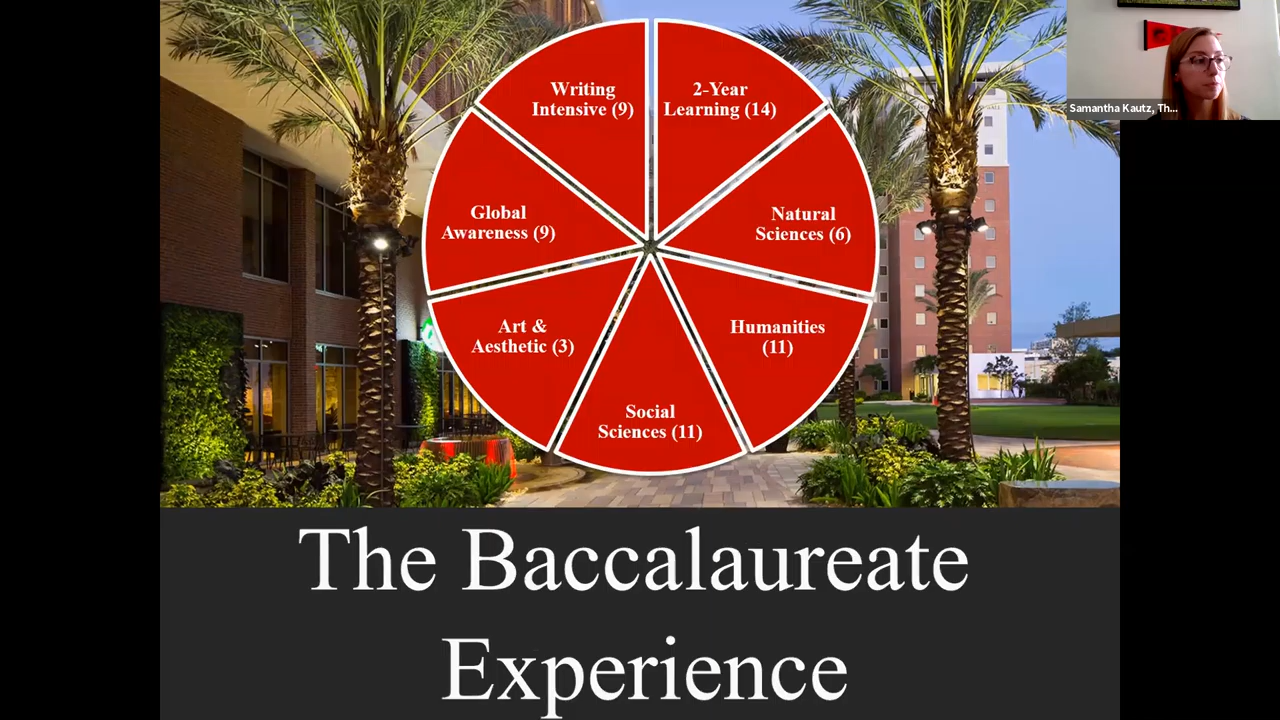 Writing
Intensive (9)
2-Year
Learning (14)
Global
Awareness (9)
Natural
Sciences (6)
Art &
Aesthetic (3)
Humanities
(11)
Social
Sciences (11)
The Baccalaureate
Experience
Samantha Kautz, Th...